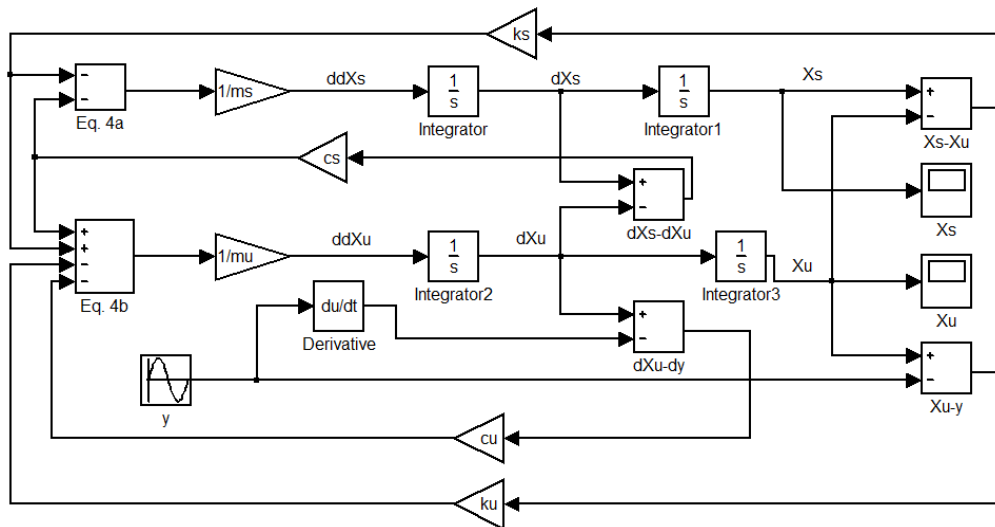 ks
ddXs
dXs
Xs
-
-
1/ms
1
s
1
s
+
-
Eq. 4a
Integrator
Integrator1
Xs-Xu
cs
+
-
dXs-dXu
Xs
+
+
-
-
1/mu
ddXu
1
s
dXu
1
s
Xu
Eq. 4b
Integrator2
Integrator3
du/dt
Derivative
+
-
dXu-dy
Xu
+
-
Xu-y
y
cu
ku